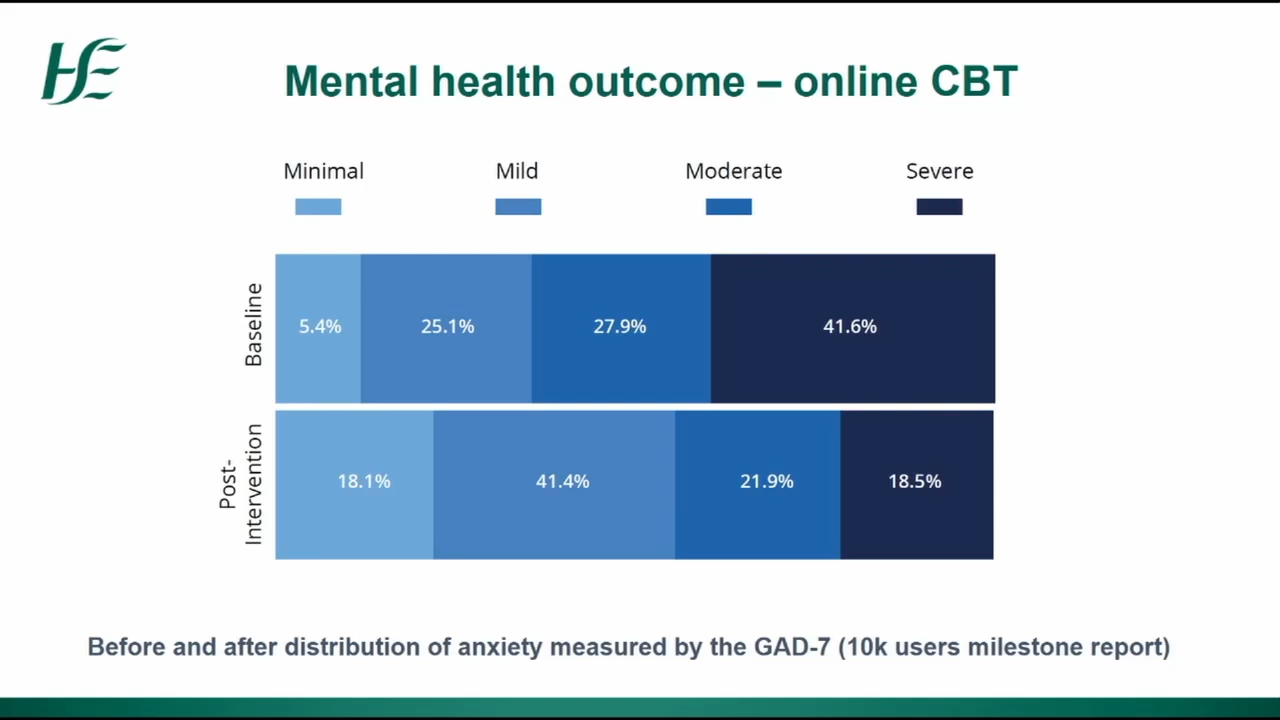 HSE
Mental health outcome – online CBT
Minimal
Mild
Moderate
Severe
Baseline
5.4%
25.1%
27.9%
41.6%
Post-
Intervention
18.1%
41.4%
21.9%
18.5%
Before and after distribution of anxiety measured by the GAD-7 (10k users milestone report)